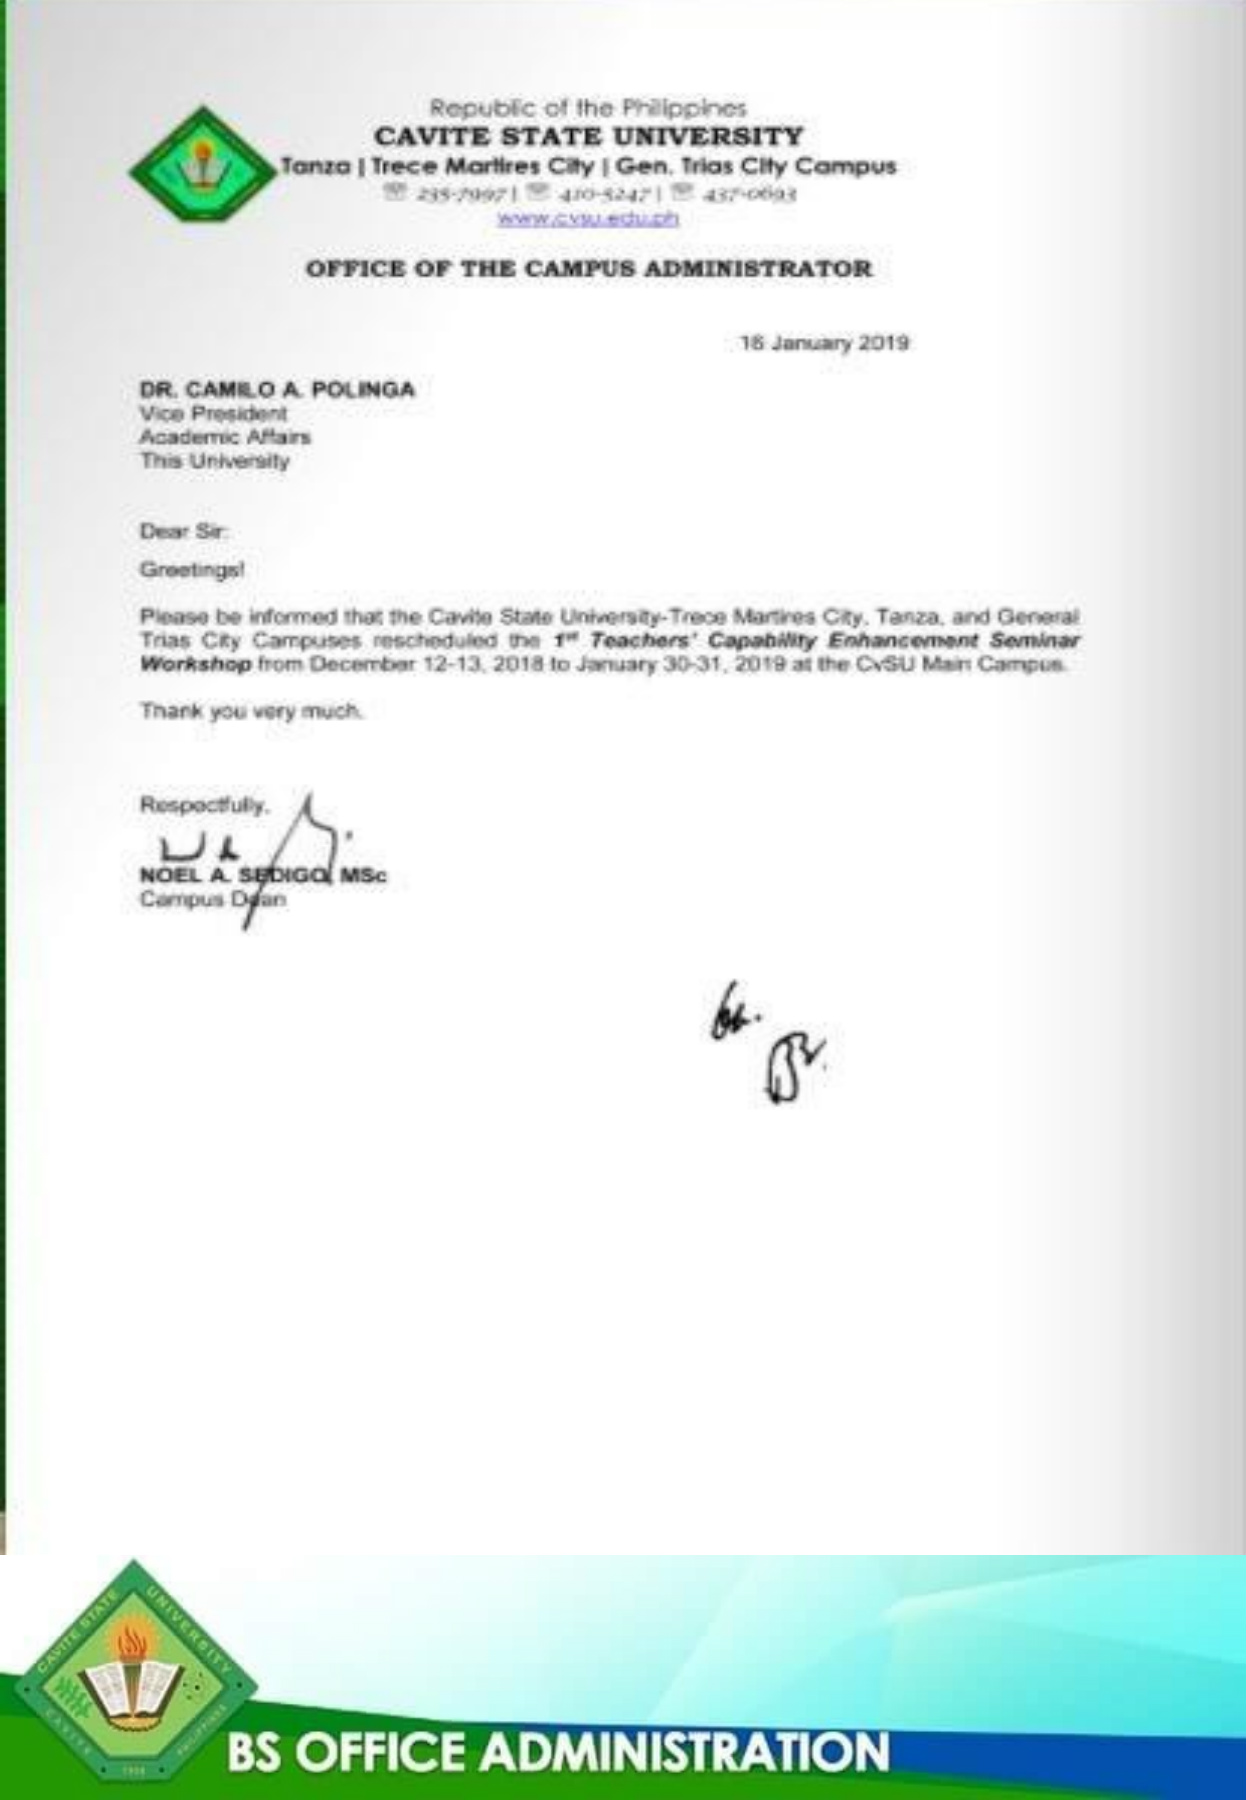 Republic of the Philippines
CAVITE STATE UNIVERSITY
Tanza | Trece Martires City | Gen. Trias City Campus
☏ 235-7997 | ☏ 410-5247 | ☏ 437-0693
www.cvsu.edu.ph
OFFICE OF THE CAMPUS ADMINISTRATOR
16 January 2019
DR. CAMILO A. POLINGA
Vice President
Academic Affairs
This University
Dear Sir:
Greetings!
Please be informed that the Cavite State University-Trece Martires City, Tanza, and General
Trias City Campuses rescheduled the 1st Teachers' Capability Enhancement Seminar
Workshop from December 12-13, 2018 to January 30-31, 2019 at the CvSU Main Campus.
Thank you very much.
Respectfully,
NOEL A. SEDIGO, MSc
Campus Dean
CAVITE STATE UNIVERSITY
CAVITE PHILIPPINES
1906
BS OFFICE ADMINISTRATION